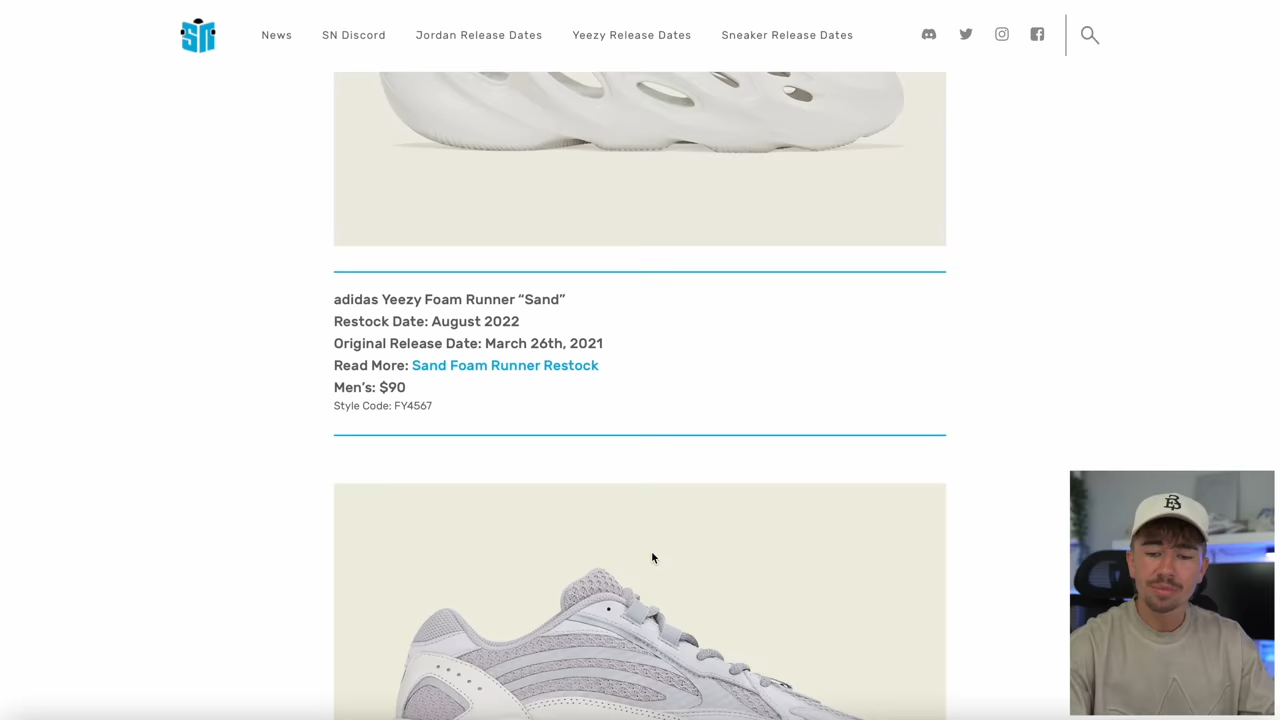 SN
News
SN Discord
Jordan Release Dates
Yeezy Release Dates
Sneaker Release Dates
adidas Yeezy Foam Runner “Sand”
Restock Date: August 2022
Original Release Date: March 26th, 2021
Read More: Sand Foam Runner Restock
Men’s: $90
Style Code: FY4567